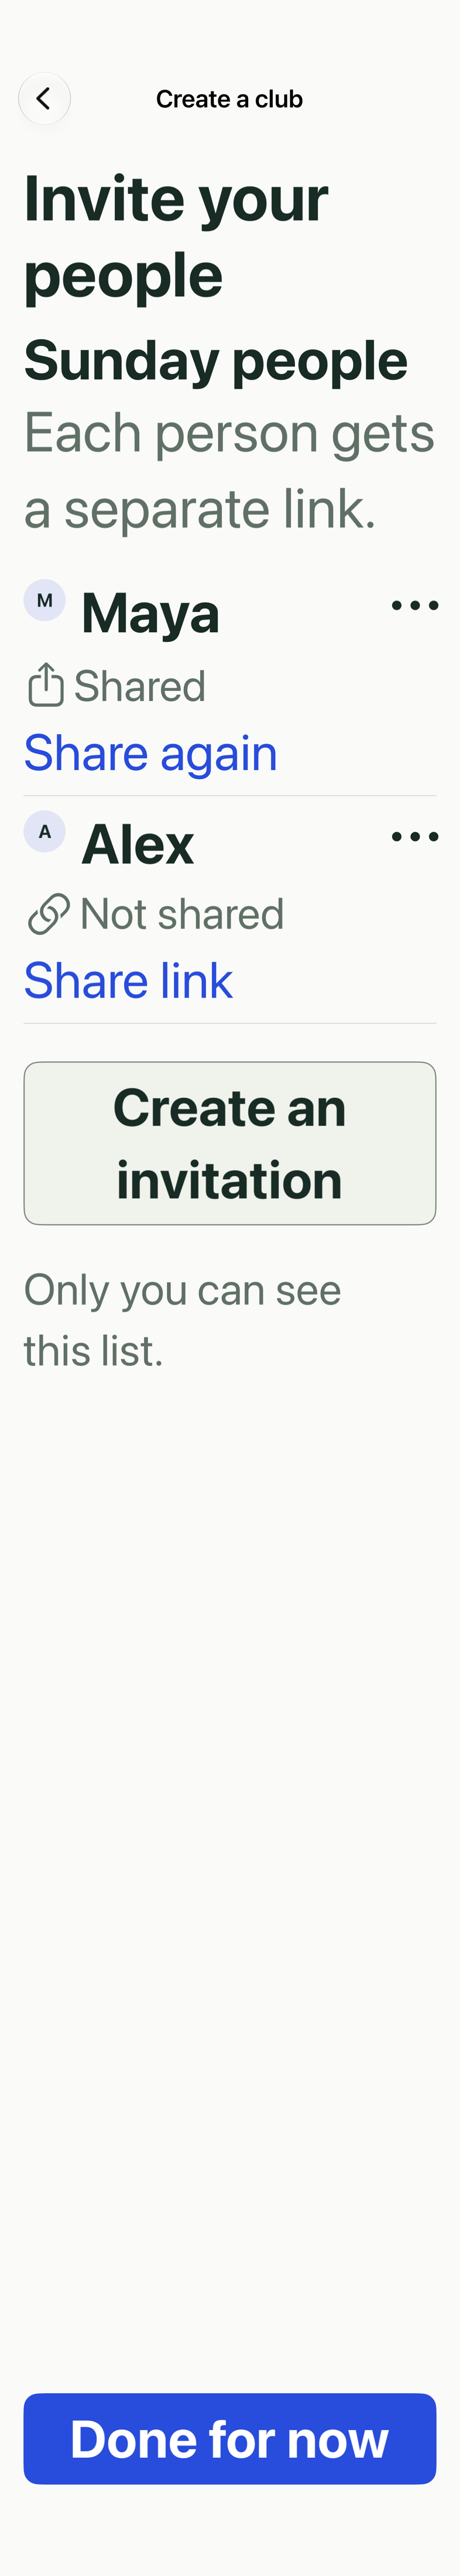 Create a club
Invite your
people
Sunday people
Each person gets
a separate link.
M
Maya
Shared
Share again
A
Alex
Not shared
Share link
Create an
invitation
Only you can see
this list.
Done for now